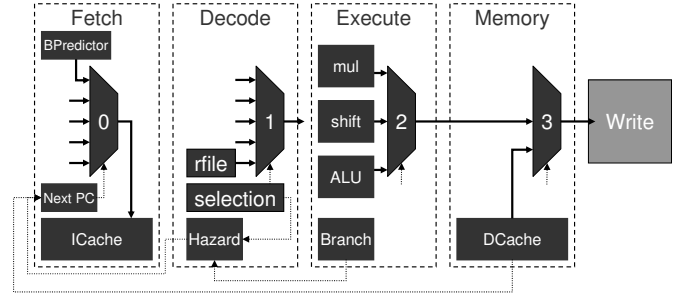 Fetch
Decode
Execute
Memory
BPredictor
0
Next PC
ICache
1
rfile
selection
Hazard
mul
shift
ALU
2
Branch
3
DCache
Write